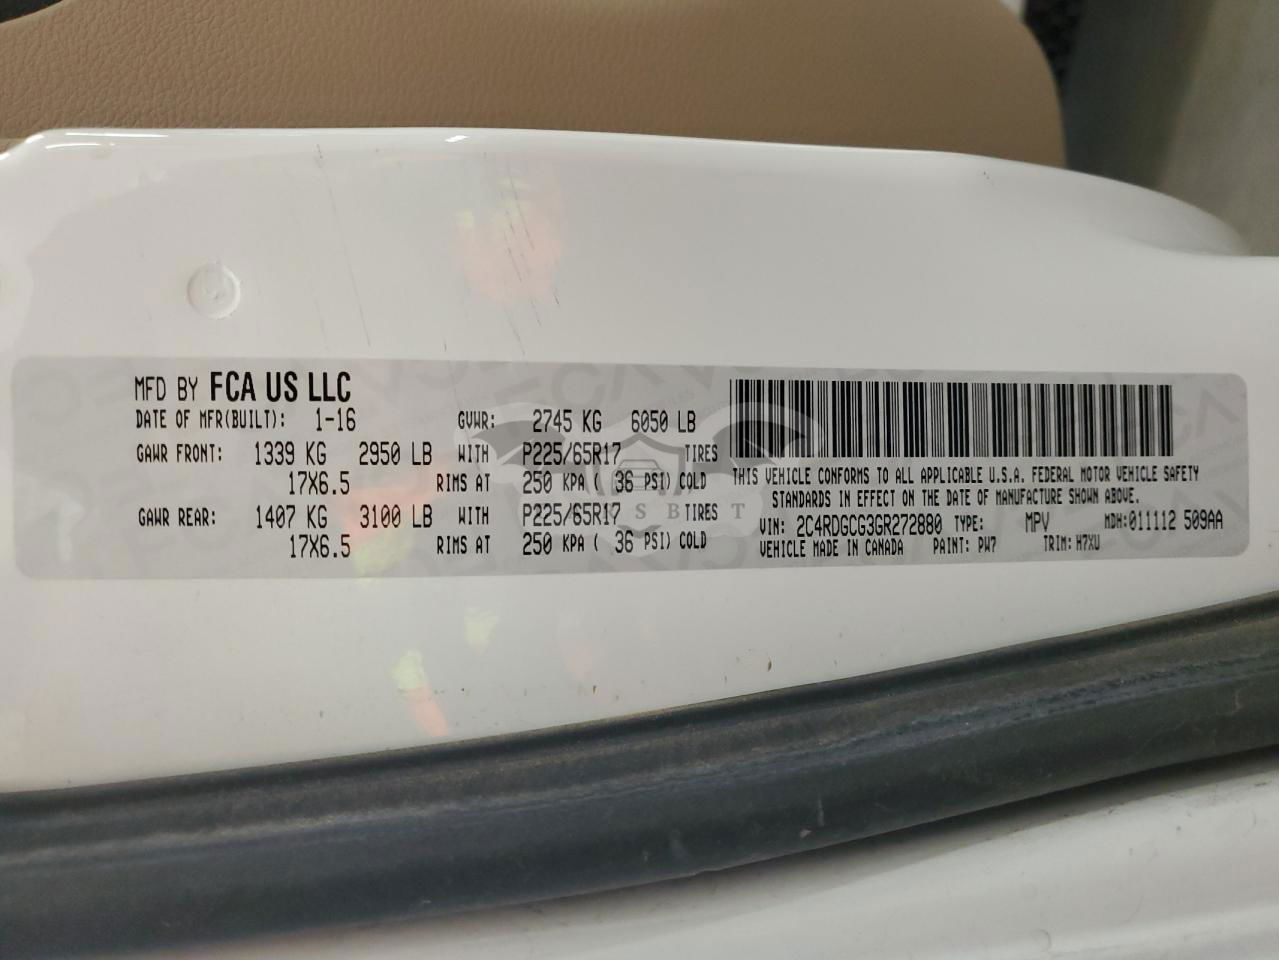 MFD BY FCA US LLC
DATE OF MFR(BUILT): 1-16 GVWR: 2745 KG 6050 LB
GAWR FRONT: 1339 KG 2950 LB WITH P225/65R17 TIRES
17X6.5 RIMS AT 250 KPA ( 36 PSI) COLD
GAWR REAR: 1407 KG 3100 LB WITH P225/65R17 TIRES
17X6.5 RIMS AT 250 KPA ( 36 PSI) COLD
THIS VEHICLE CONFORMS TO ALL APPLICABLE U.S.A. FEDERAL MOTOR VEHICLE SAFETY
STANDARDS IN EFFECT ON THE DATE OF MANUFACTURE SHOWN ABOVE.
VIN: 2C4RDGCG3GR272880 TYPE: MPV MDH:011112 509AA
VEHICLE MADE IN CANADA PAINT: PW7 TRIM: H7XU